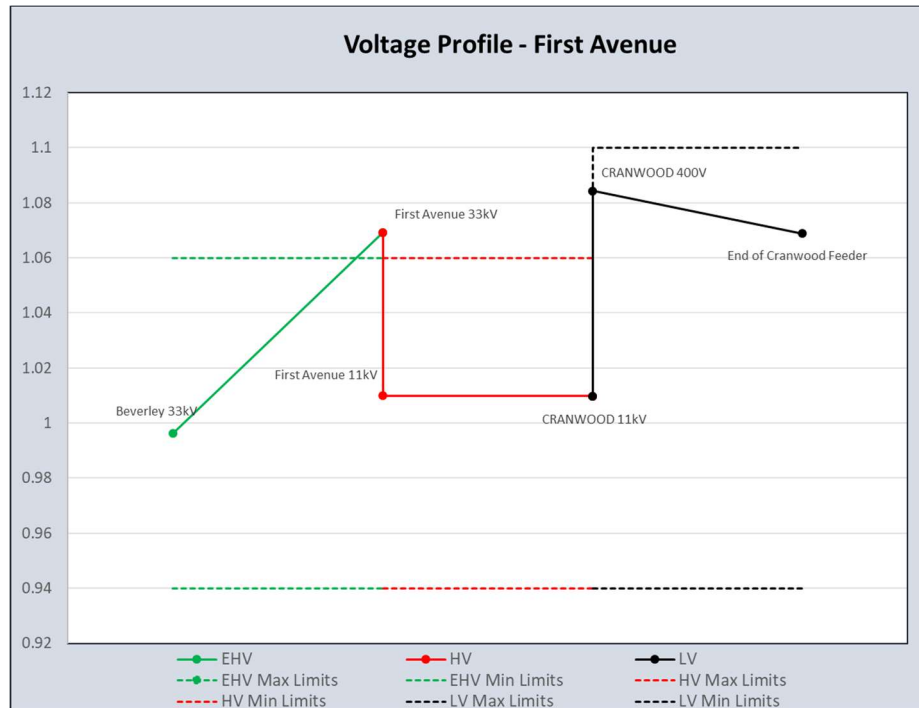 Voltage Profile - First Avenue
1.12
1.1
1.08
1.06
1.04
1.02
1
0.98
0.96
0.94
0.92
CRANWOOD 400V
First Avenue 33kV
End of Cranwood Feeder
First Avenue 11kV
Beverley 33kV
CRANWOOD 11kV
EHV HV LV
EHV Max Limits EHV Min Limits HV Max Limits
HV Min Limits LV Max Limits LV Min Limits